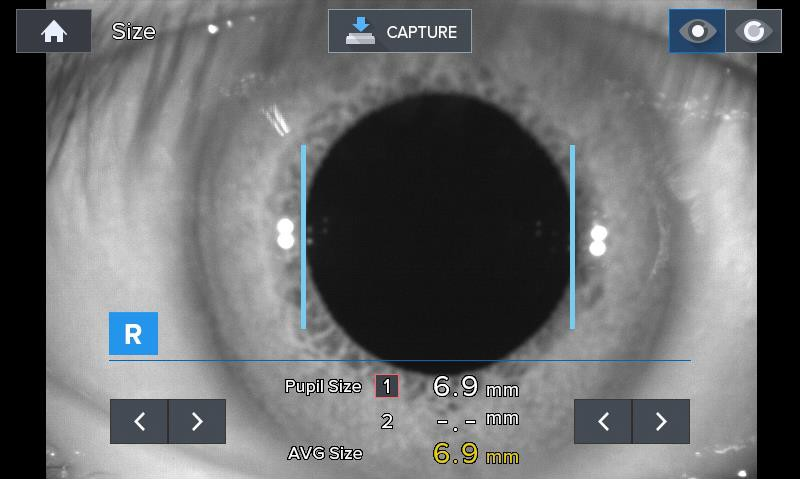 Size
CAPTURE
R
Pupil Size 1 6.9 mm
2 -.- mm
AVG Size 6.9 mm